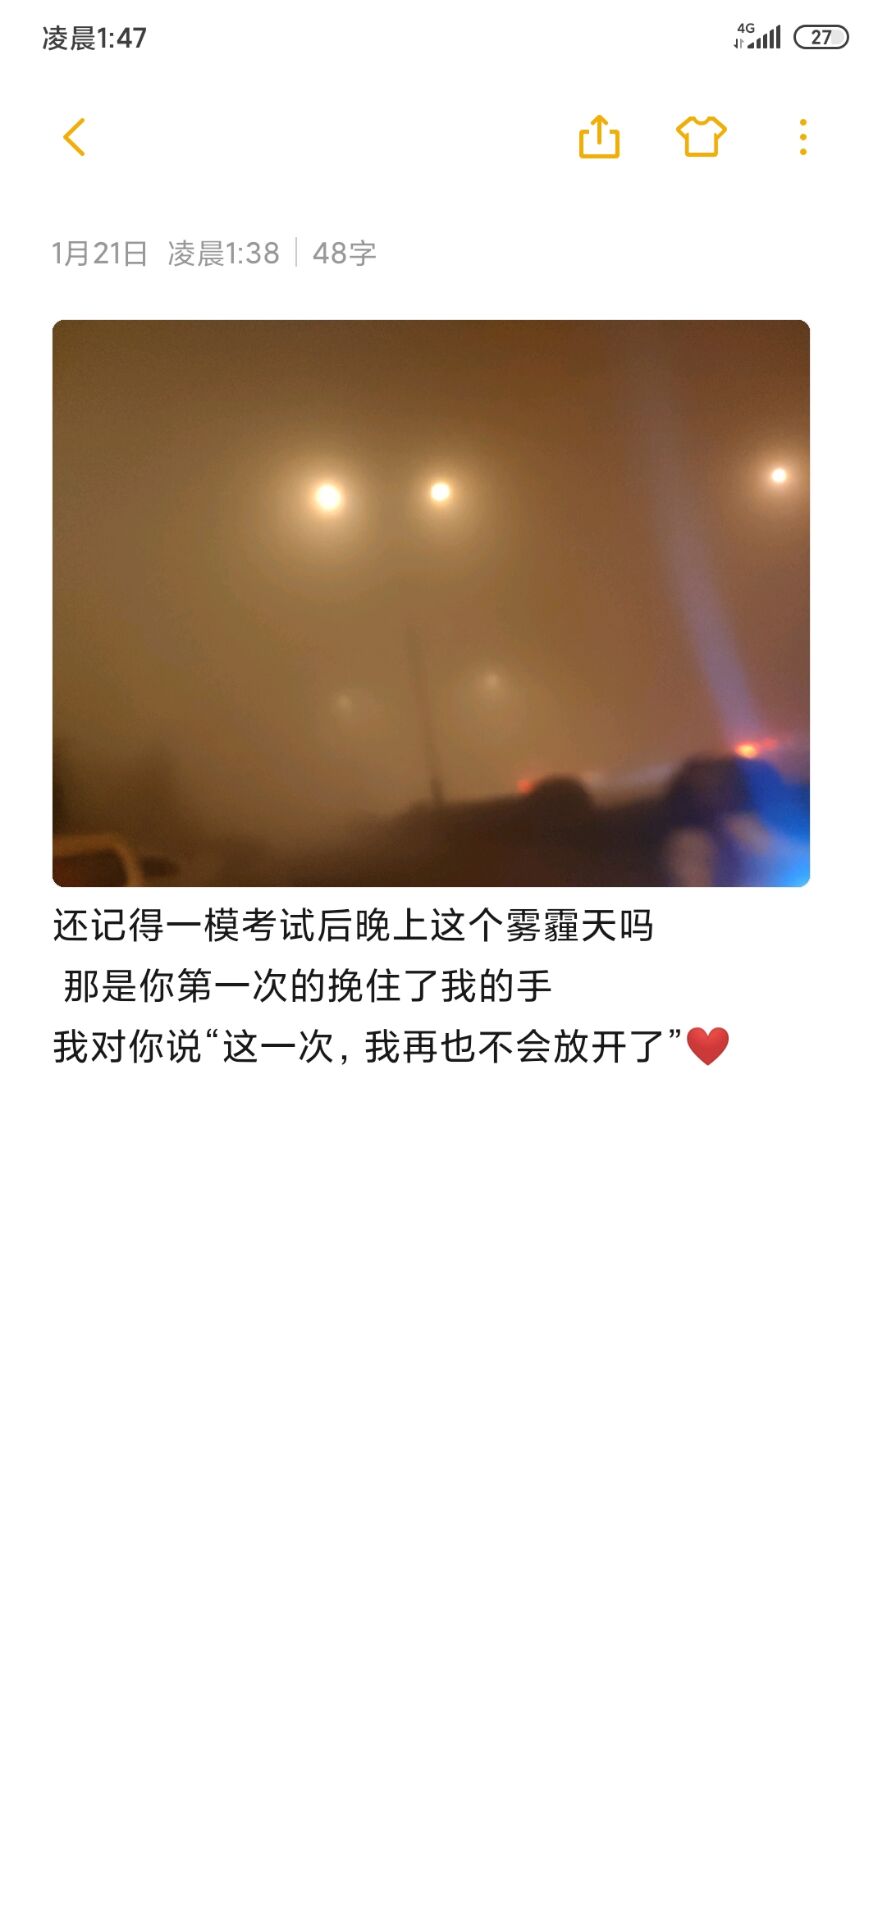 凌晨1:47 4G 27
1月21日 凌晨1:38 | 48字
还记得一模考试后晚上这个雾霾天吗
那是你第一次的挽住了我的手
我对你说“这一次，我再也不会放开了”❤️